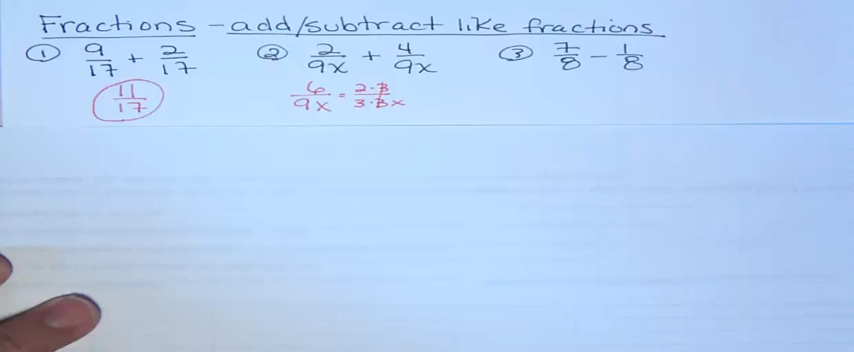 Fractions - add/subtract like fractions
① 9/17 + 2/17 ② 2/9x + 4/9x ③ 7/8 - 1/8
11/17 6/9x = 2·3/3·3x